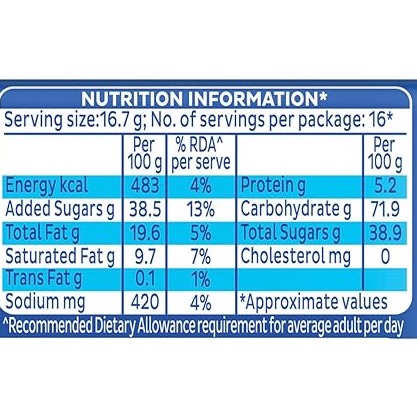 NUTRITION INFORMATION*
Serving size:16.7 g; No. of servings per package: 16*
Per 100 g % RDA^ per serve Per 100 g
Energy kcal 483 4% Protein g 5.2
Added Sugars g 38.5 13% Carbohydrate g 71.9
Total Fat g 19.6 5% Total Sugars g 38.9
Saturated Fat g 9.7 7% Cholesterol mg 0
Trans Fat g 0.1 1%
Sodium mg 420 4% *Approximate values
^Recommended Dietary Allowance requirement for average adult per day